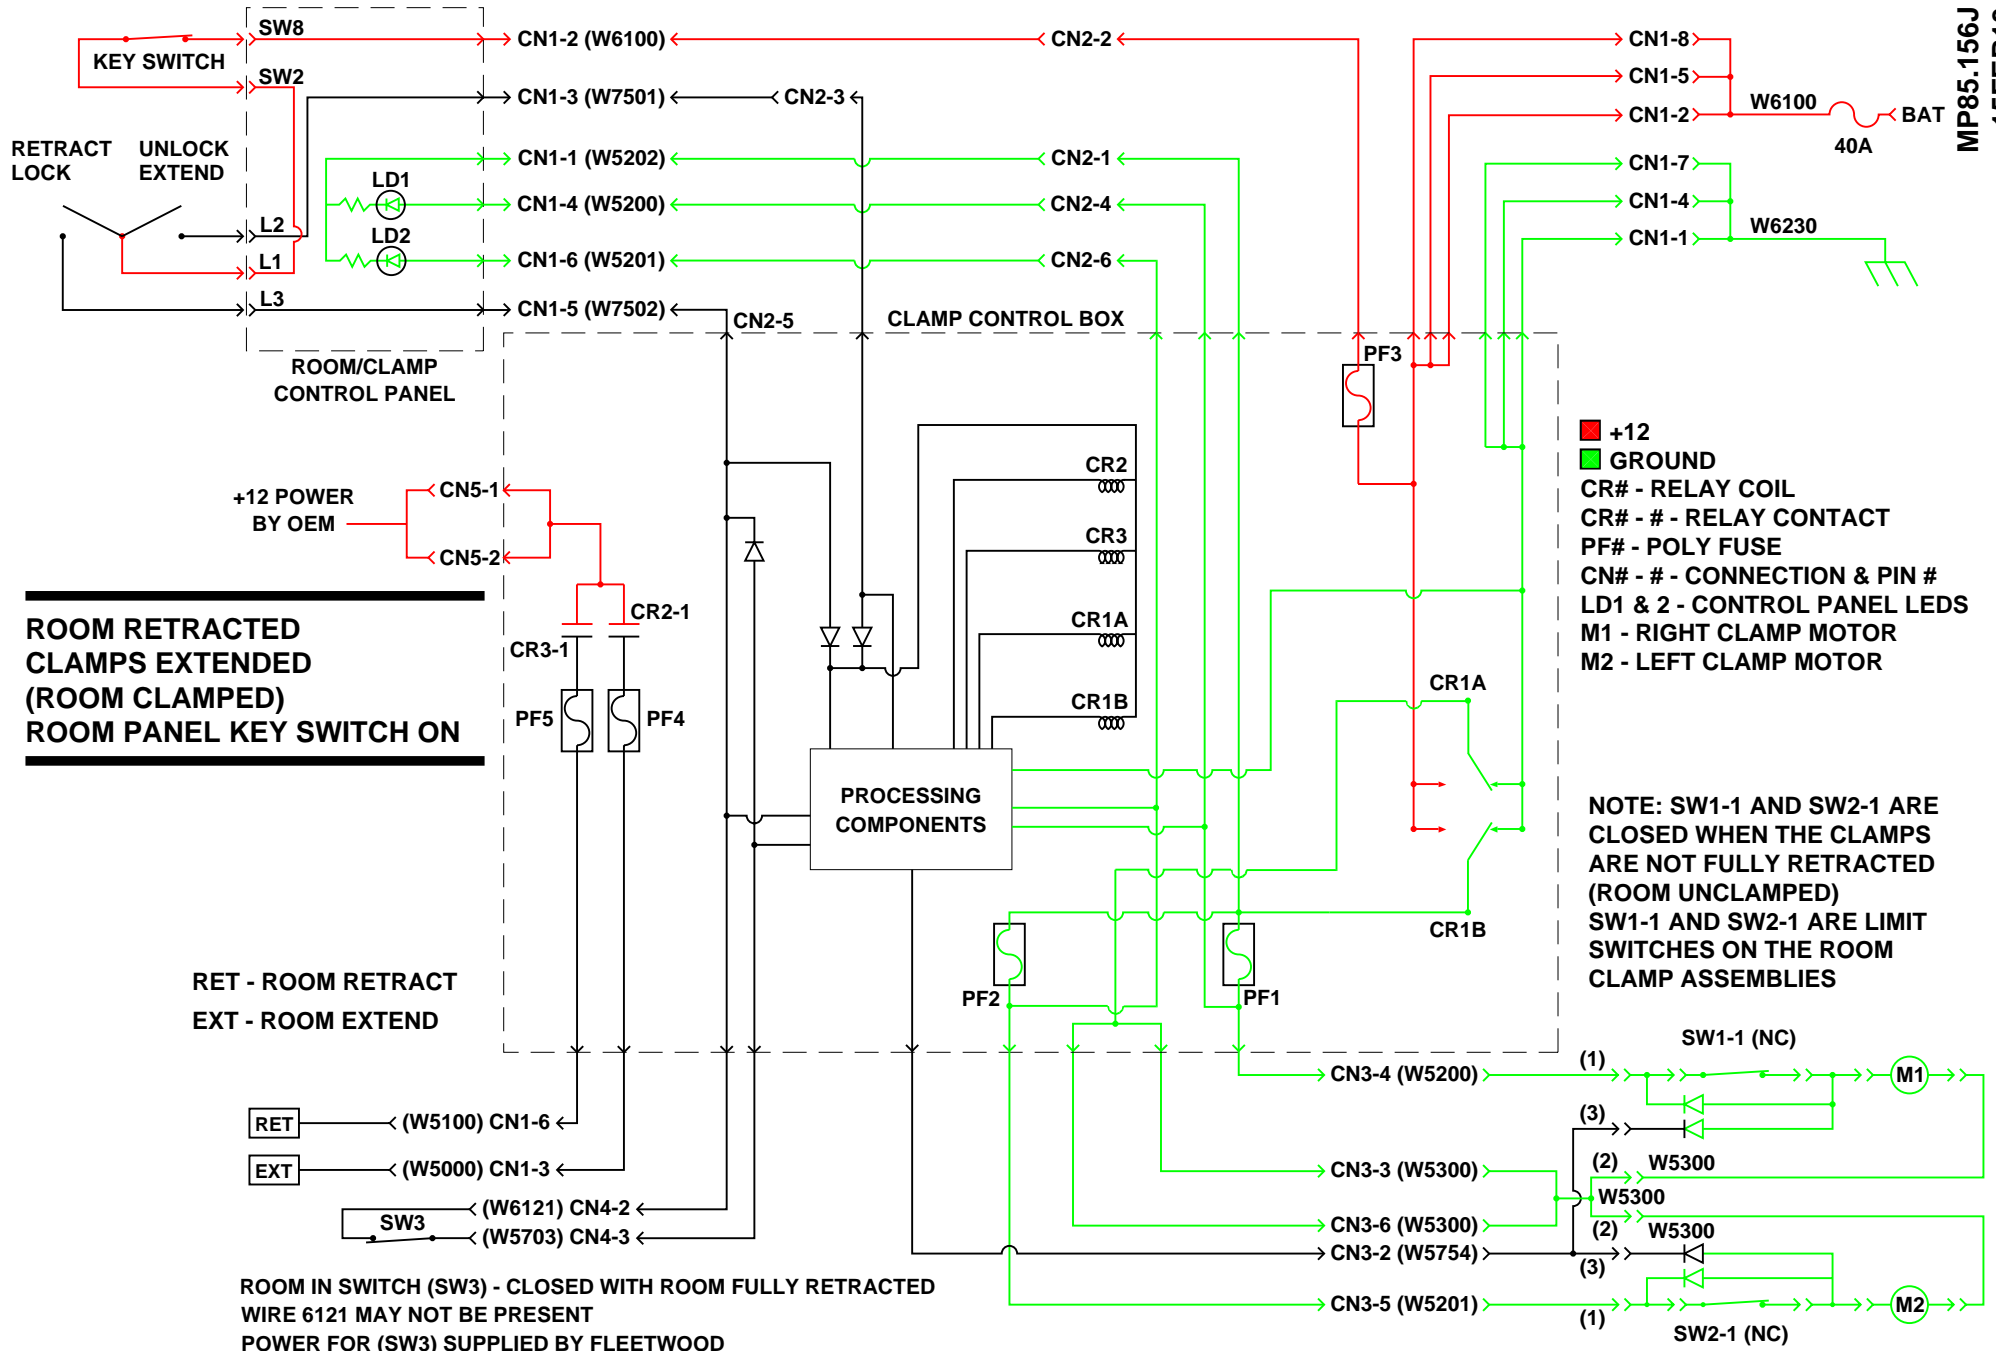 SW8
CN1-2 (W6100)
CN2-2
CN1-8
KEY SWITCH
SW2
CN1-5
CN1-3 (W7501)
CN2-3
W6100
CN1-2
BAT
40A
MP85.156J
RETRACT
LOCK
UNLOCK
EXTEND
CN1-1 (W5202)
CN2-1
CN1-7
LD1
CN1-4 (W5200)
CN2-4
CN1-4
L2
LD2
CN1-1
W6230
L1
CN1-6 (W5201)
CN2-6
L3
CN1-5 (W7502)
CN2-5
CLAMP CONTROL BOX
ROOM/CLAMP
CONTROL PANEL
PF3
+12
GROUND
CR# - RELAY COIL
CR# - # - RELAY CONTACT
PF# - POLY FUSE
CN# - # - CONNECTION & PIN #
LD1 & 2 - CONTROL PANEL LEDS
M1 - RIGHT CLAMP MOTOR
M2 - LEFT CLAMP MOTOR
+12 POWER
BY OEM
CN5-1
CN5-2
CR2
CR3
CR1A
CR1B
ROOM RETRACTED
CLAMPS EXTENDED
(ROOM CLAMPED)
ROOM PANEL KEY SWITCH ON
CR2-1
CR3-1
PF5
PF4
CR1A
PROCESSING
COMPONENTS
CR1B
NOTE: SW1-1 AND SW2-1 ARE
CLOSED WHEN THE CLAMPS
ARE NOT FULLY RETRACTED
(ROOM UNCLAMPED)
SW1-1 AND SW2-1 ARE LIMIT
SWITCHES ON THE ROOM
CLAMP ASSEMBLIES
RET - ROOM RETRACT
EXT - ROOM EXTEND
PF2
PF1
SW1-1 (NC)
(1)
CN3-4 (W5200)
M1
(3)
RET
(W5100) CN1-6
EXT
(W5000) CN1-3
CN3-3 (W5300)
(2)
W5300
W5300
(W6121) CN4-2
SW3
(W5703) CN4-3
CN3-6 (W5300)
(2)
W5300
CN3-2 (W5754)
(3)
CN3-5 (W5201)
(1)
M2
SW2-1 (NC)
ROOM IN SWITCH (SW3) - CLOSED WITH ROOM FULLY RETRACTED
WIRE 6121 MAY NOT BE PRESENT
POWER FOR (SW3) SUPPLIED BY FLEETWOOD